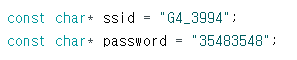 const char* ssid = "G4_3994";
const char* password = "35483548";